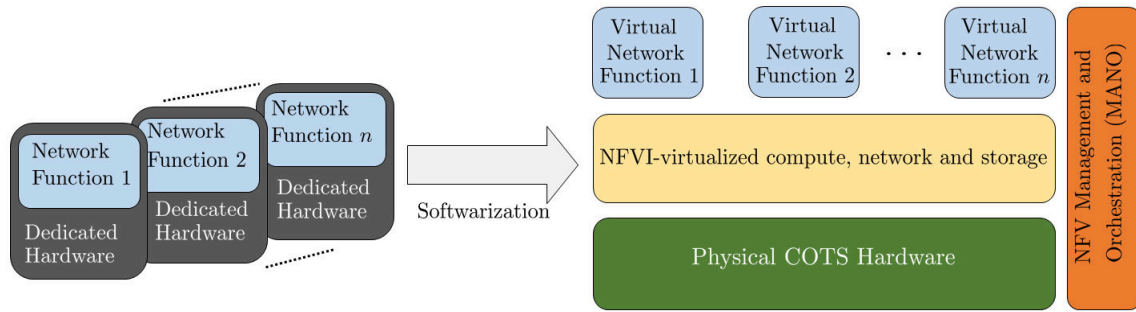 Network
Function 1
Dedicated
Hardware
Network
Function 2
Dedicated
Hardware
Network
Function n
Dedicated
Hardware
Softwarization
Virtual
Network
Function 1
Virtual
Network
Function 2
. . .
Virtual
Network
Function n
NFVI-virtualized compute, network and storage
Physical COTS Hardware
NFV Management and
Orchestration (MANO)